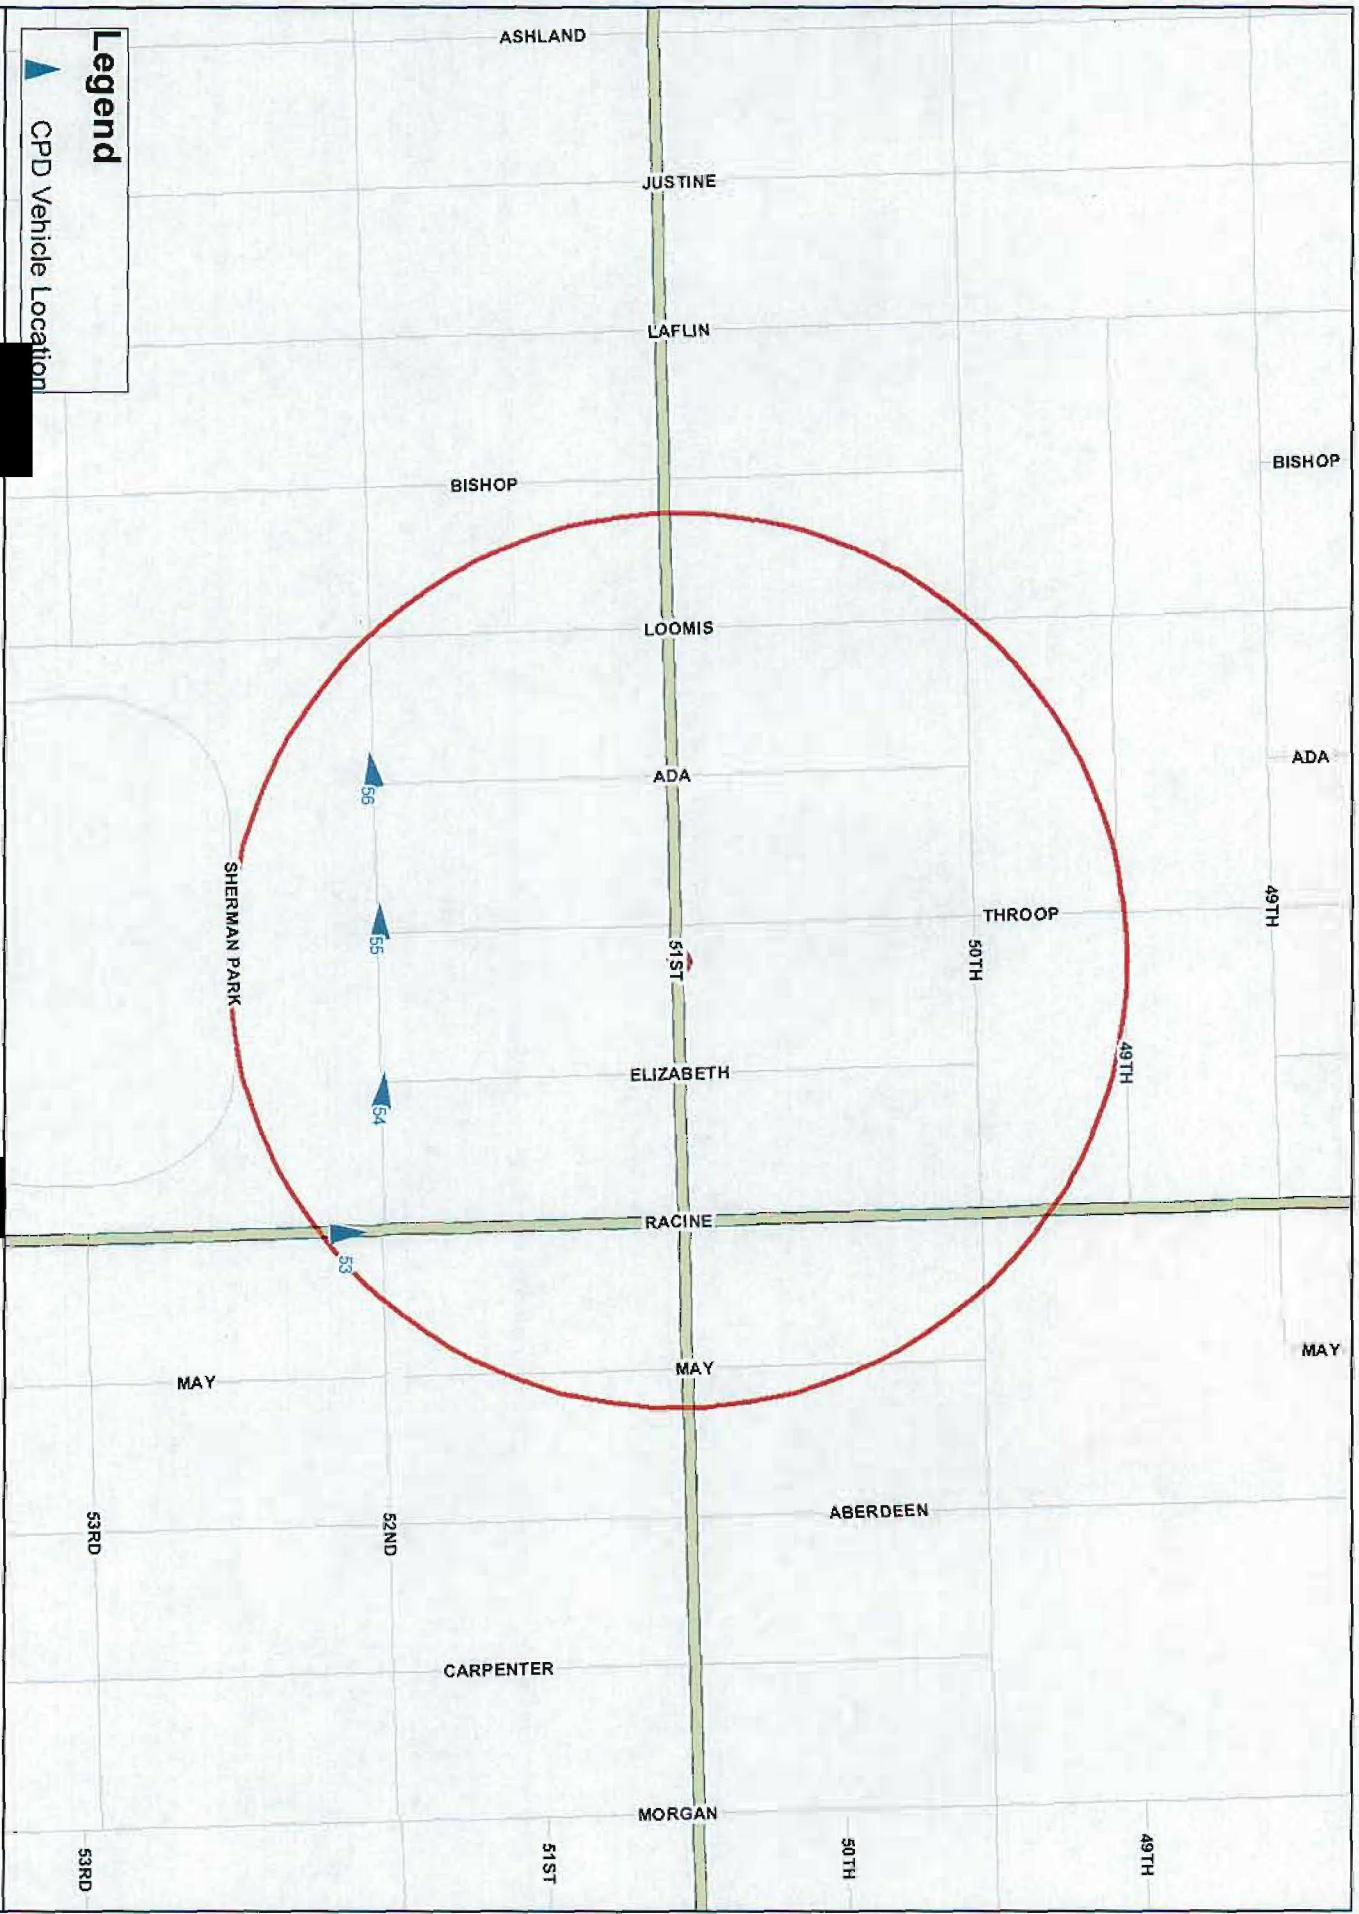 ASHLAND
Legend
CPD Vehicle Location
JUSTINE
LAFLIN
BISHOP
BISHOP
LOOMIS
ADA
ADA
56
SHERMAN PARK
55
51ST
THROOP
50TH
49TH
49TH
54
ELIZABETH
RACINE
53
MAY
MAY
MAY
53RD
52ND
ABERDEEN
CARPENTER
MORGAN
53RD
51ST
50TH
49TH